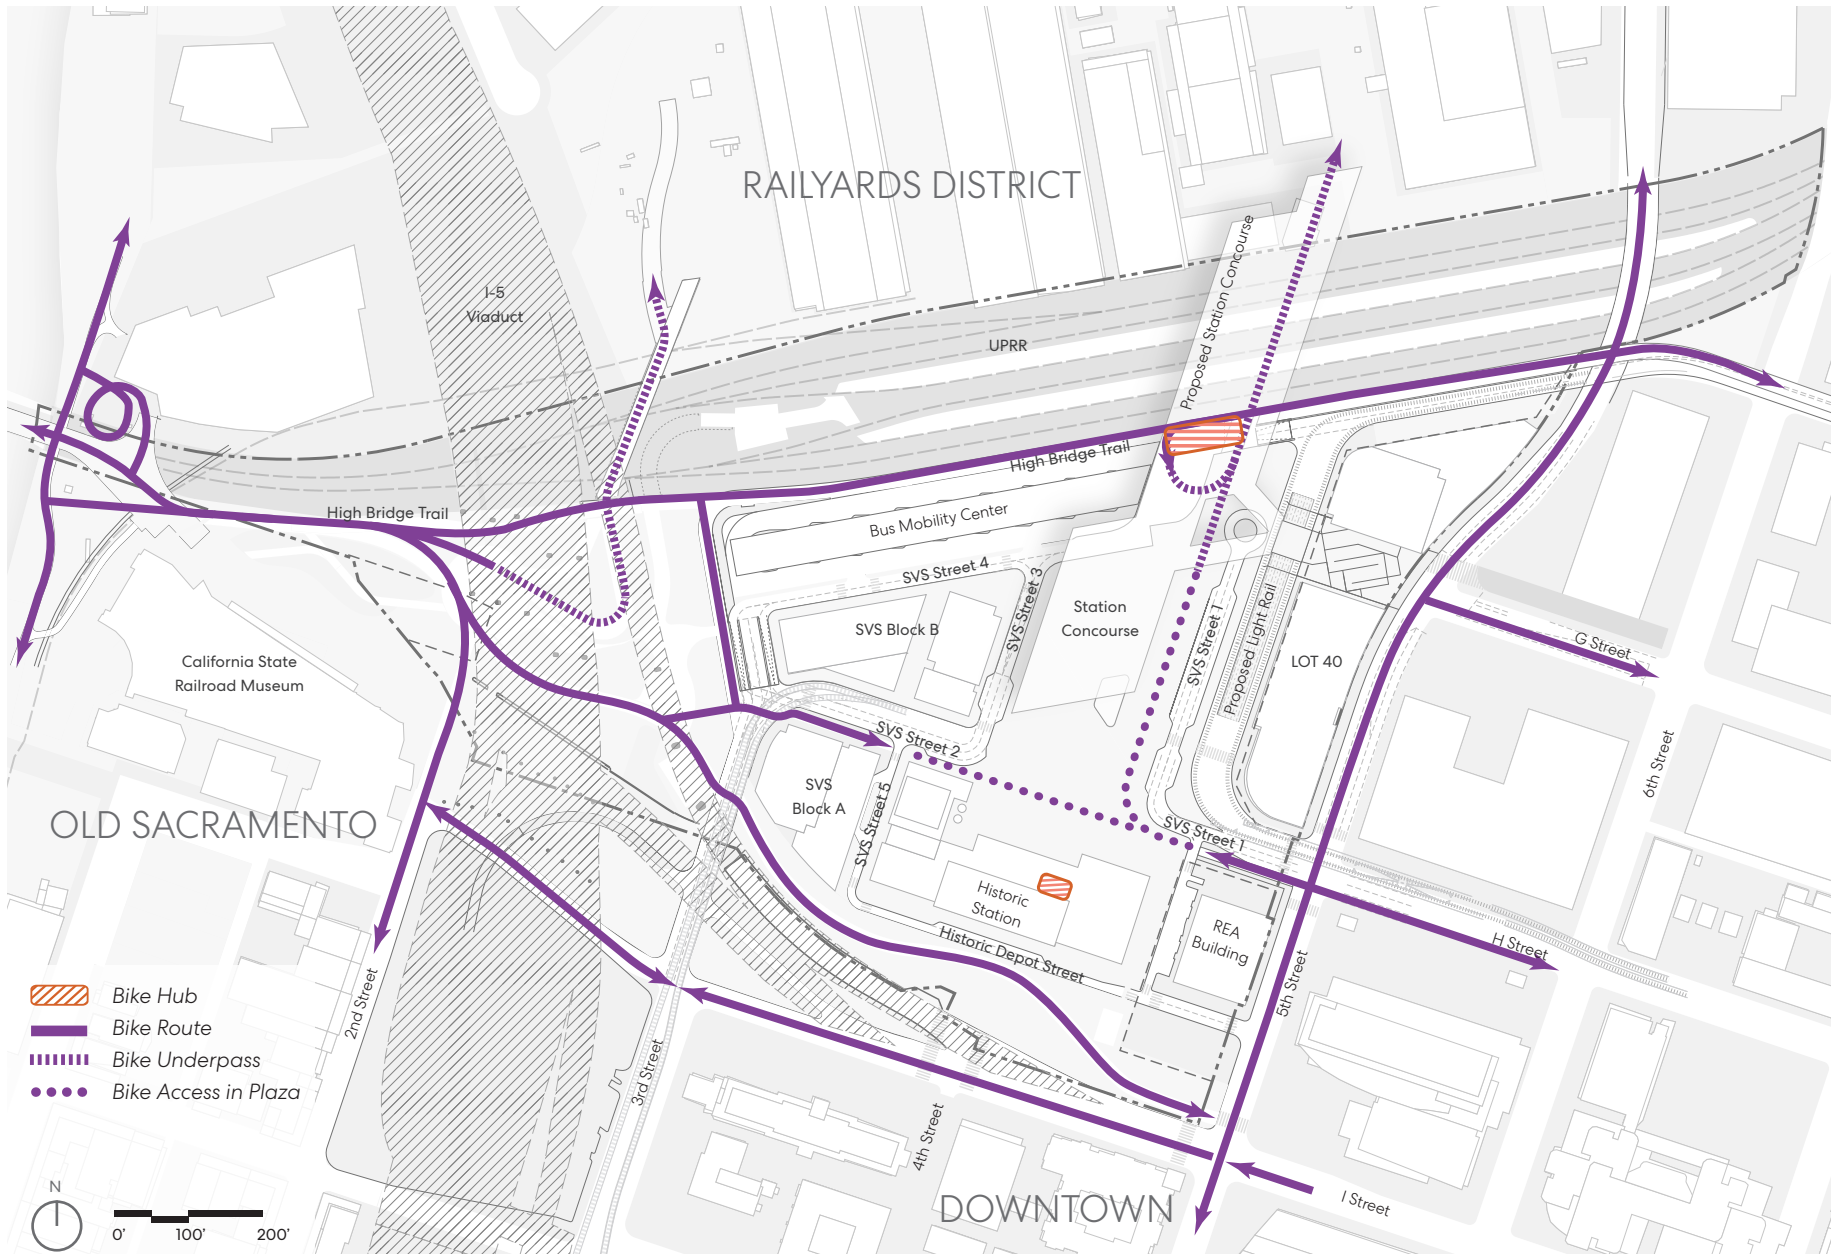 RAILYARDS DISTRICT
I-5
Viaduct
UPRR
Proposed Station Concourse
High Bridge Trail
High Bridge Trail
Bus Mobility Center
SVS Street 4
SVS Street 3
Station
Concourse
SVS Block B
SVS Street 1
Proposed Light Rail
LOT 40
G Street
California State
Railroad Museum
SVS Street 2
6th Street
SVS
Block A
SVS Street 5
OLD SACRAMENTO
SVS Street 1
Historic
Station
REA
Building
H Street
Historic Depot Street
5th Street
2nd Street
3rd Street
4th Street
I Street
DOWNTOWN
Bike Hub
Bike Route
Bike Underpass
Bike Access in Plaza
N
0'
100'
200'